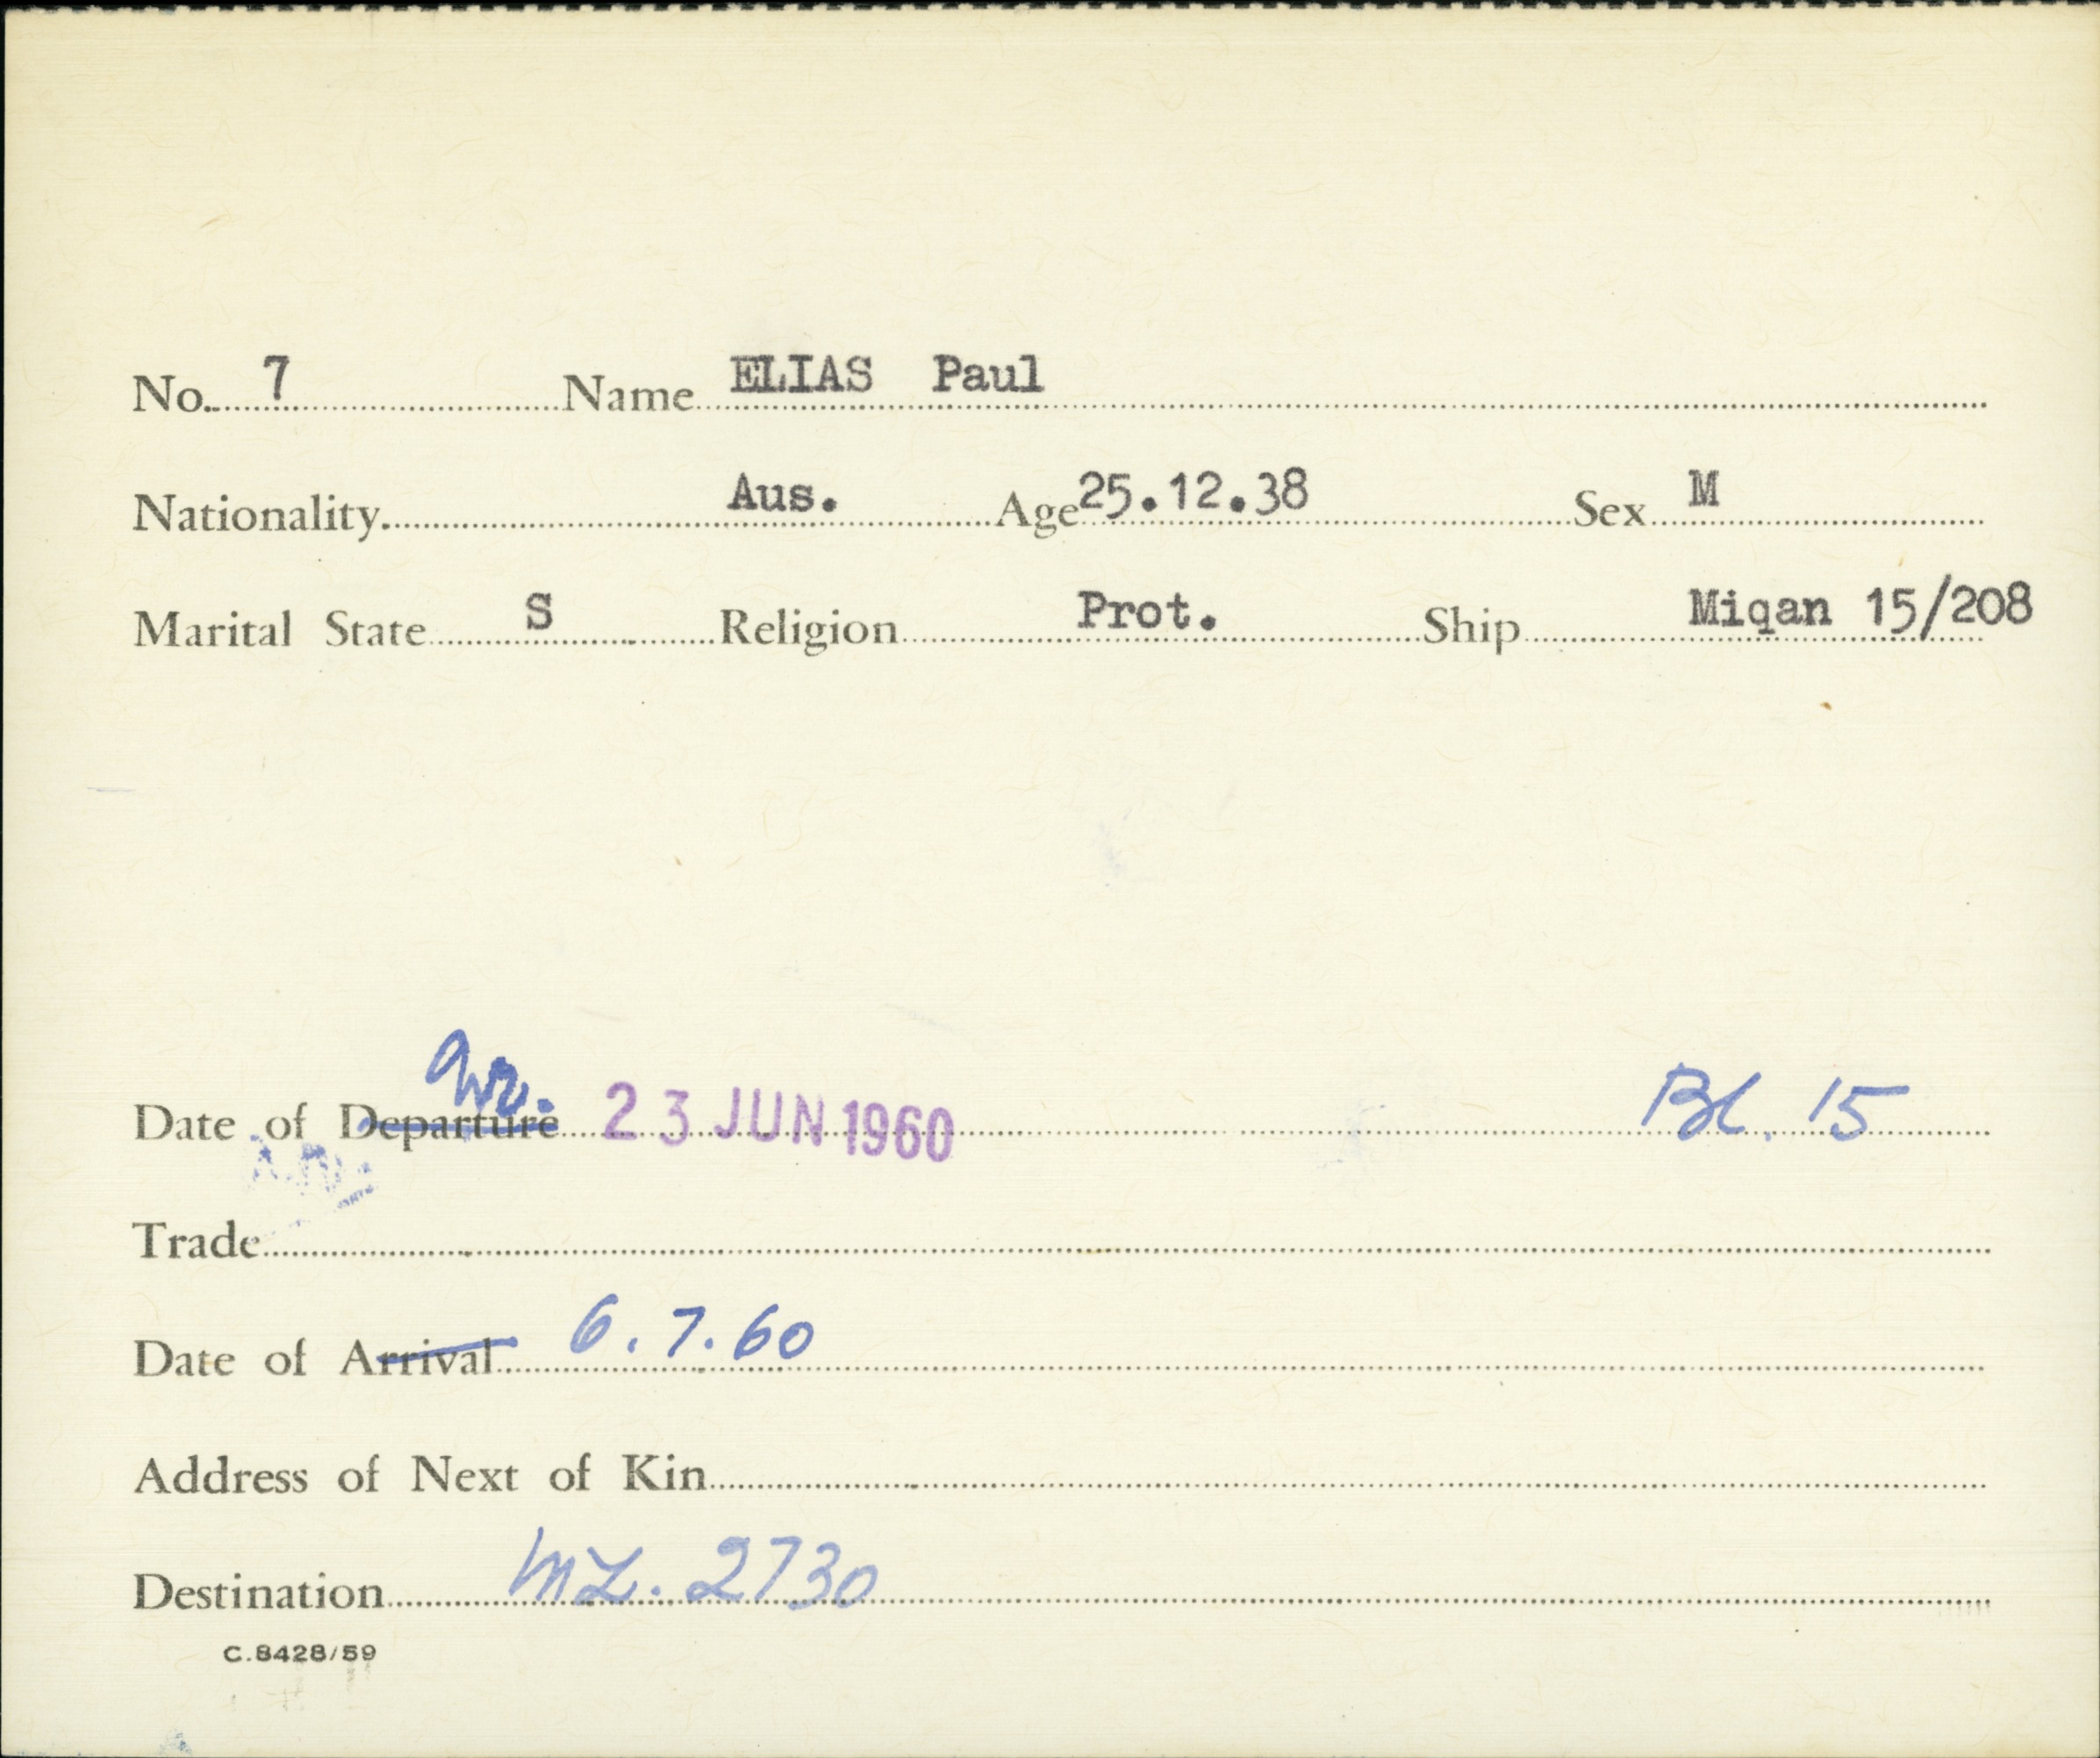 No. 7 Name ELIAS Paul
Nationality Aus. Age 25.12.38 Sex M
Marital State S Religion Prot. Ship Miqan 15/208
Arr.
Date of Departure 23 JUN 1960 Bl. 15
Trade
Date of Arrival 6.7.60
Address of Next of Kin
Destination ML. 2730
C.8428/59